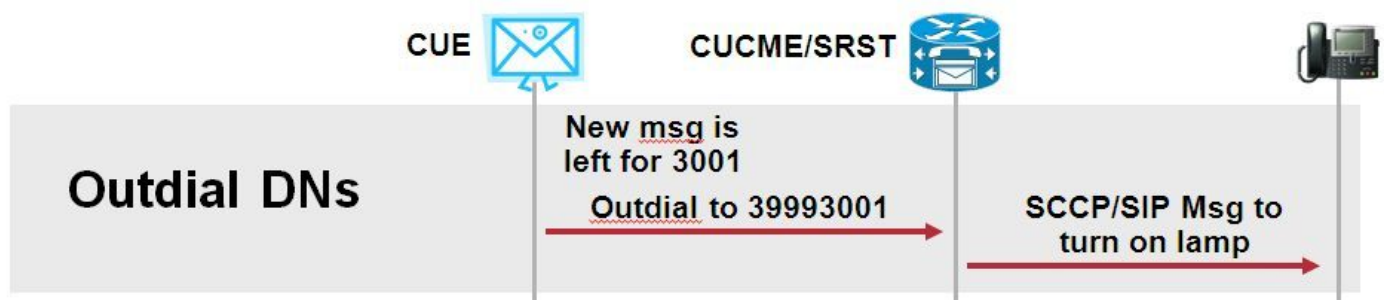 CUE
CUCME/SRST
New msg is
left for 3001
Outdial DNs
Outdial to 39993001
SCCP/SIP Msg to
turn on lamp